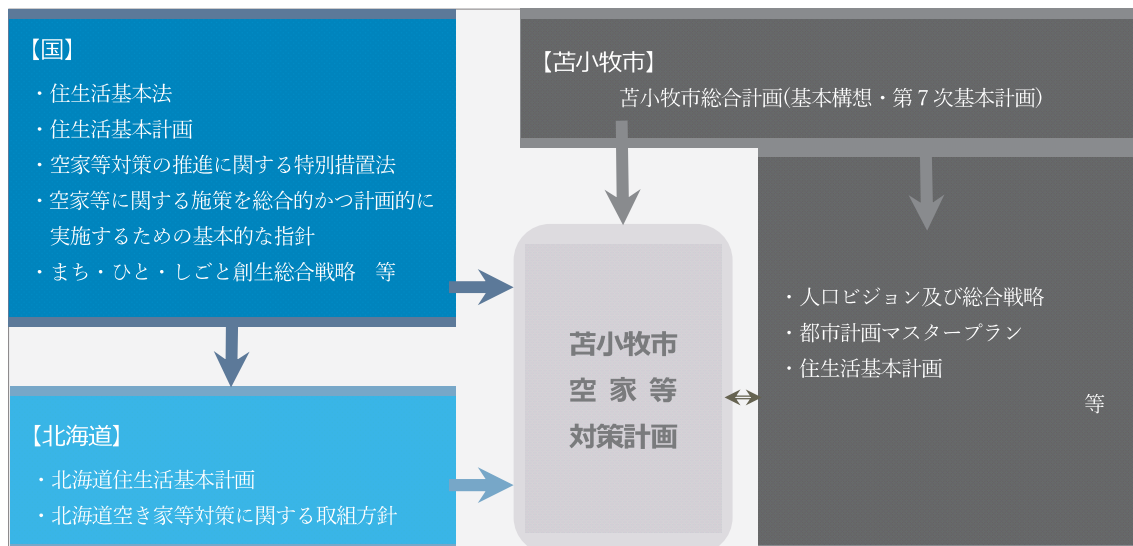 【国】
・住生活基本法
・住生活基本計画
・空家等対策の推進に関する特別措置法
・空家等に関する施策を総合的かつ計画的に
実施するための基本的な指針
・まち・ひと・しごと創生総合戦略　等
【北海道】
・北海道住生活基本計画
・北海道空き家等対策に関する取組方針
【苫小牧市】
苫小牧市総合計画(基本構想・第７次基本計画)
苫小牧市
空 家 等
対策計画
・人口ビジョン及び総合戦略
・都市計画マスタープラン
・住生活基本計画
等